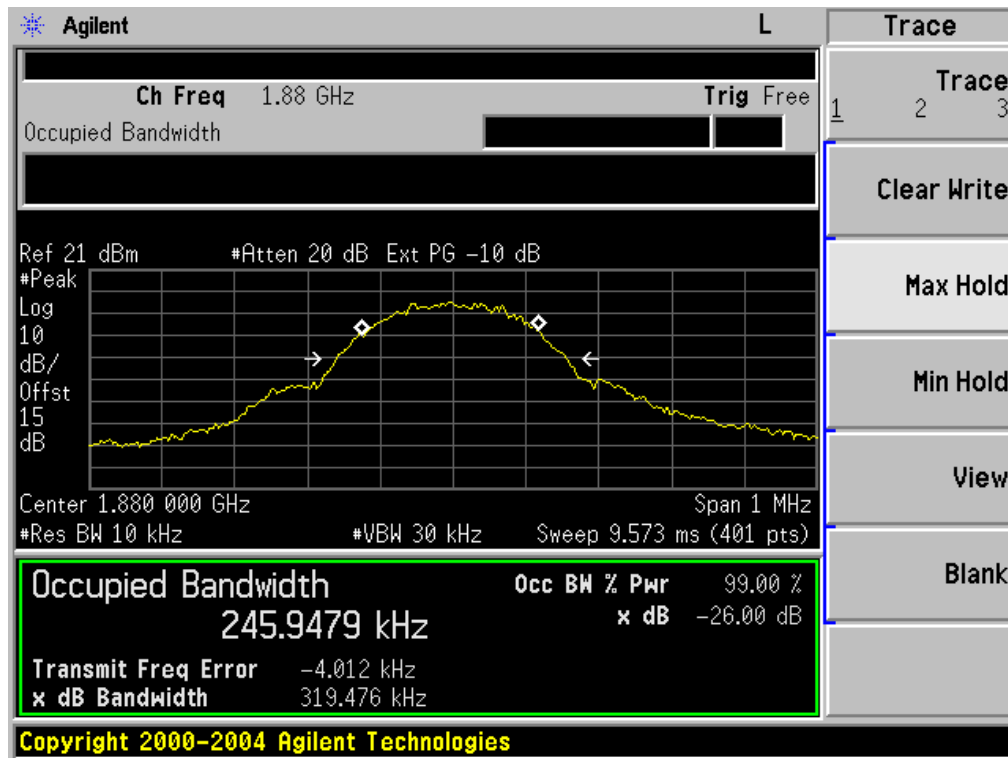 Agilent L Trace
Ch Freq 1.88 GHz Trig Free
Occupied Bandwidth
Trace
1 2 3
Clear Write
Max Hold
Min Hold
View
Blank
Ref 21 dBm #Atten 20 dB Ext PG -10 dB
#Peak
Log
10
dB/
Offst
15
dB
Center 1.880 000 GHz Span 1 MHz
#Res BW 10 kHz #VBW 30 kHz Sweep 9.573 ms (401 pts)
Occupied Bandwidth Occ BW % Pwr 99.00 %
245.9479 kHz x dB -26.00 dB
Transmit Freq Error -4.012 kHz
x dB Bandwidth 319.476 kHz
Copyright 2000-2004 Agilent Technologies